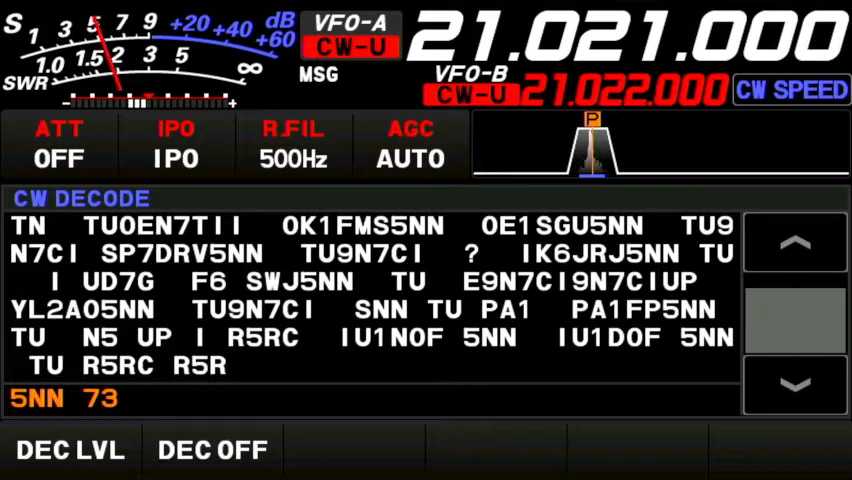 S 1 3 5 7 9 +20 +40 +60 dB
VFO-A
CW-U
21.021.000
1.0 1.5 2 3 5 ∞
SWR
MSG
VFO-B
CW-U
21.022.000
CW SPEED
- +
ATT IPO R.FIL AGC
OFF IPO 500Hz AUTO
P
CW DECODE
TN TU0EN7TII OK1FMS5NN OE1SGU5NN TU9
N7CI SP7DRV5NN TU9N7CI ? IK6JRJ5NN TU
I UD7G F6 SWJ5NN TU E9N7CI9N7CIUP
YL2AO5NN TU9N7CI SNN TU PA1 PA1FP5NN
TU N5 UP I R5RC IU1NOF 5NN IU1DOF 5NN
TU R5RC R5R
5NN 73
DEC LVL DEC OFF